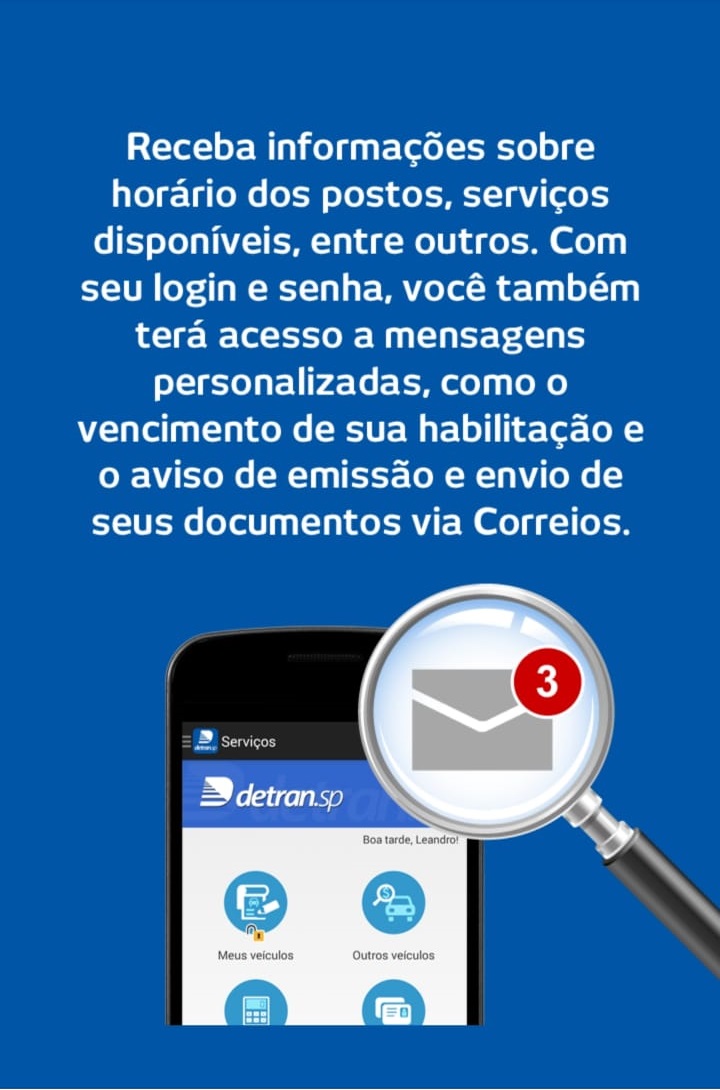 Receba informações sobre
horário dos postos, serviços
disponíveis, entre outros. Com
seu login e senha, você também
terá acesso a mensagens
personalizadas, como o
vencimento de sua habilitação e
o aviso de emissão e envio de
seus documentos via Correios.
3
detran.sp
Serviços
detran.sp
Boa tarde, Leandro!
Meus veículos
Outros veículos